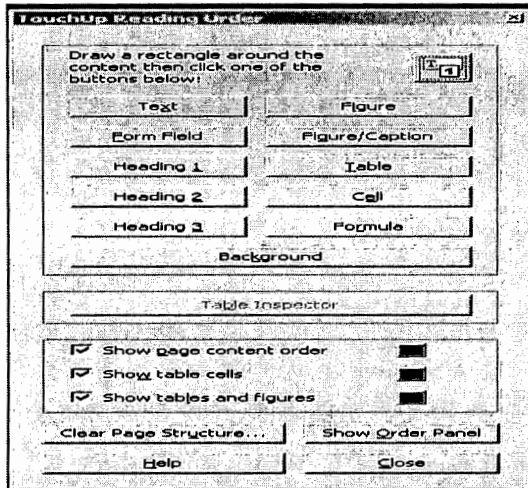 TouchUp Reading Order
Draw a rectangle around the
content then click one of the
buttons below:
Text
Figure
Form Field
Figure/Caption
Heading 1
Table
Heading 2
Cell
Heading 3
Formula
Background
Table Inspector
Show page content order
Show table cells
Show tables and figures
Clear Page Structure...
Show Order Panel
Help
Close